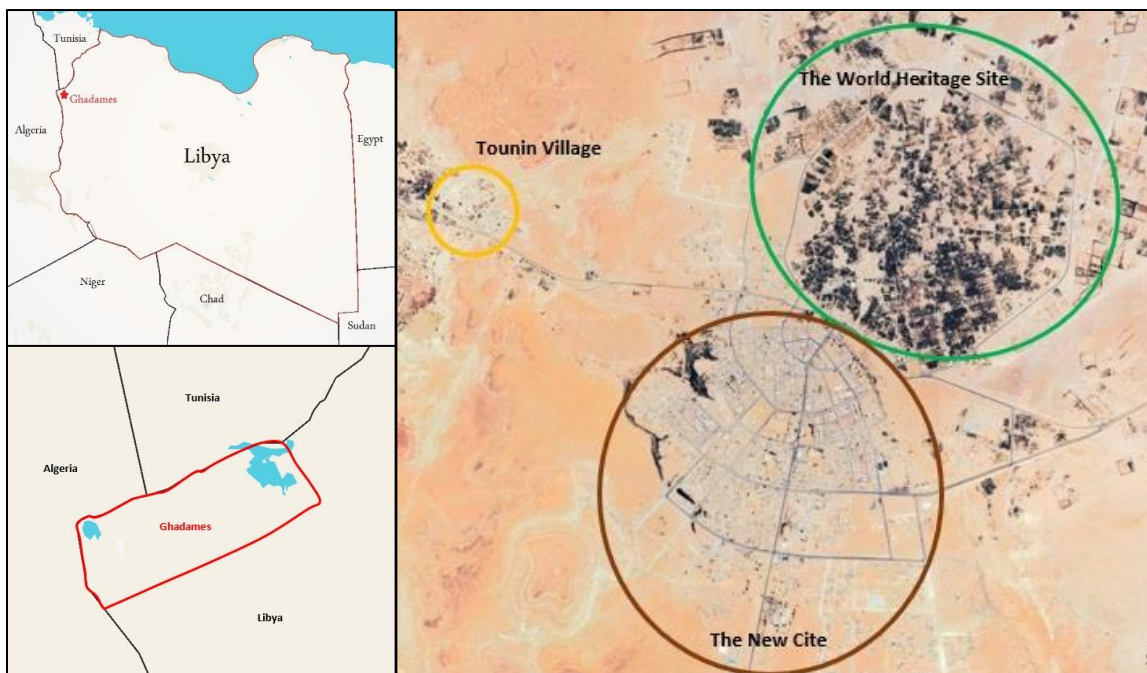 Tunisia
Ghadames
Algeria
Libya
Egypt
Niger
Chad
Sudan
Tunisia
Algeria
Ghadames
Libya
The World Heritage Site
Tounin Village
The New Cite